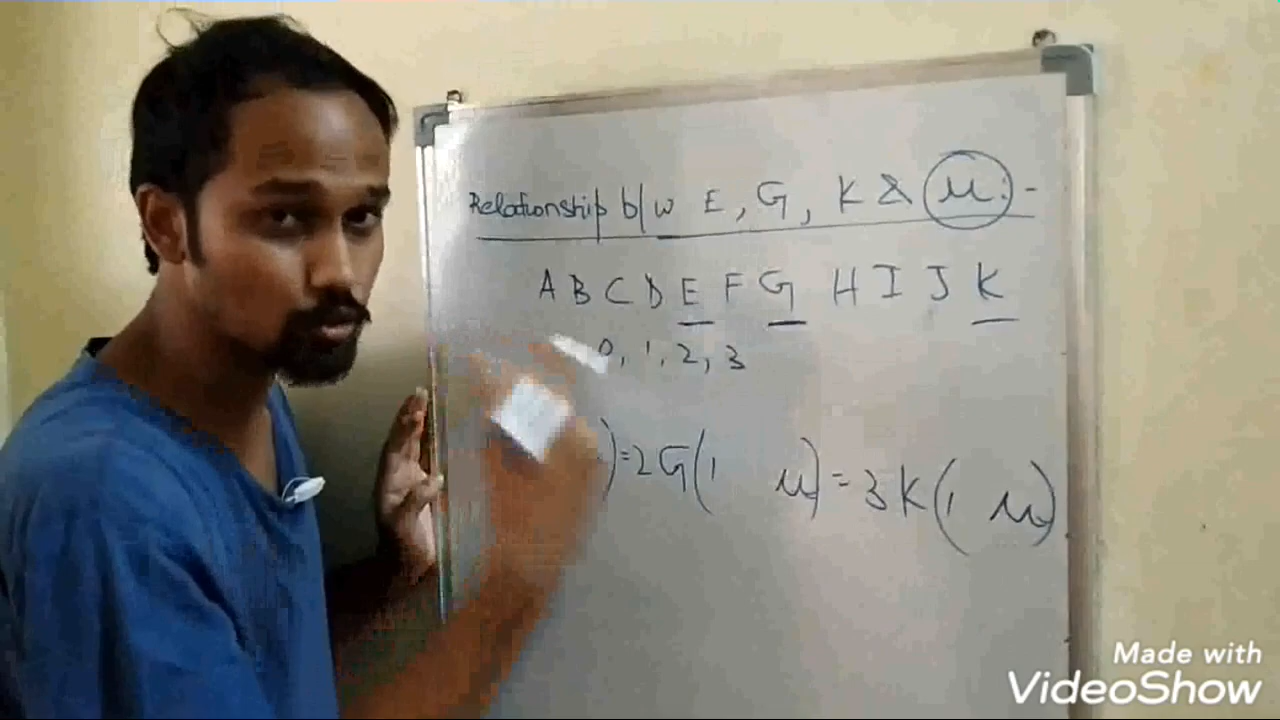 Relationship b/w E, G, K & μ :-
A B C D E F G H I J K
0, 1, 2, 3
) = 2G(1 μ) = 3K(1 μ)
Made with
VideoShow